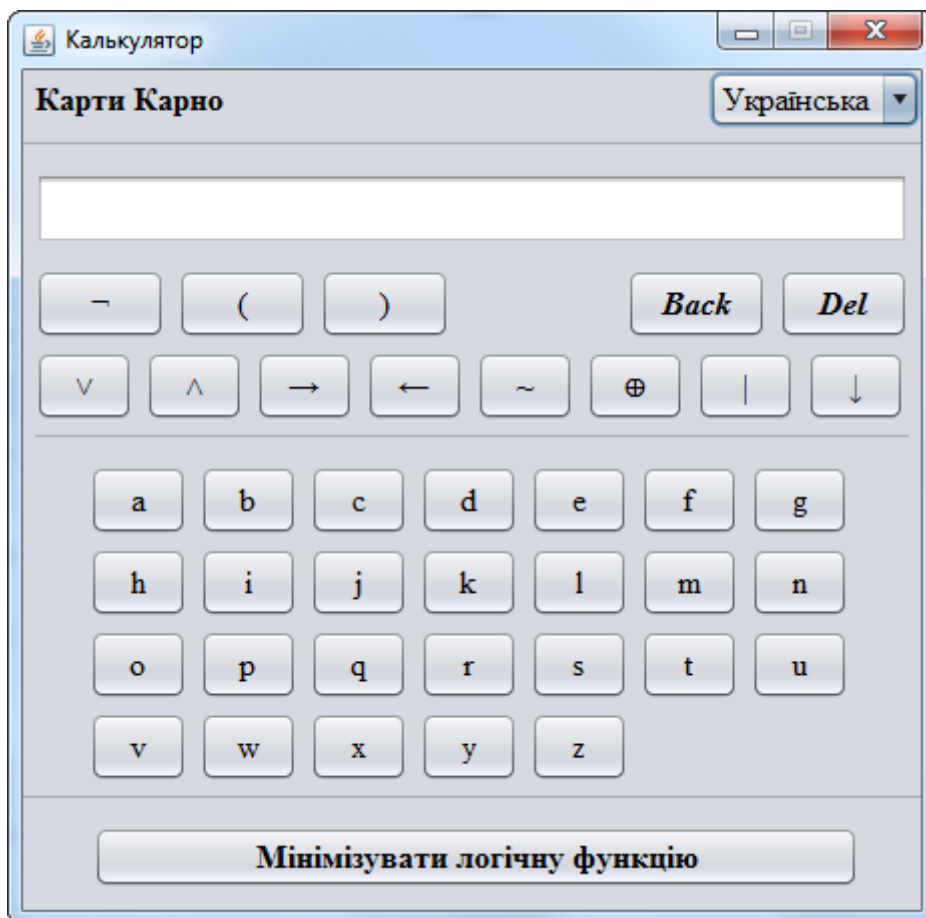 Калькулятор
Карти Карно Українська
¬ ( ) Back Del
∨ ∧ → ← ~ ⊕ | ↓
a b c d e f g
h i j k l m n
o p q r s t u
v w x y z
Мінімізувати логічну функцію